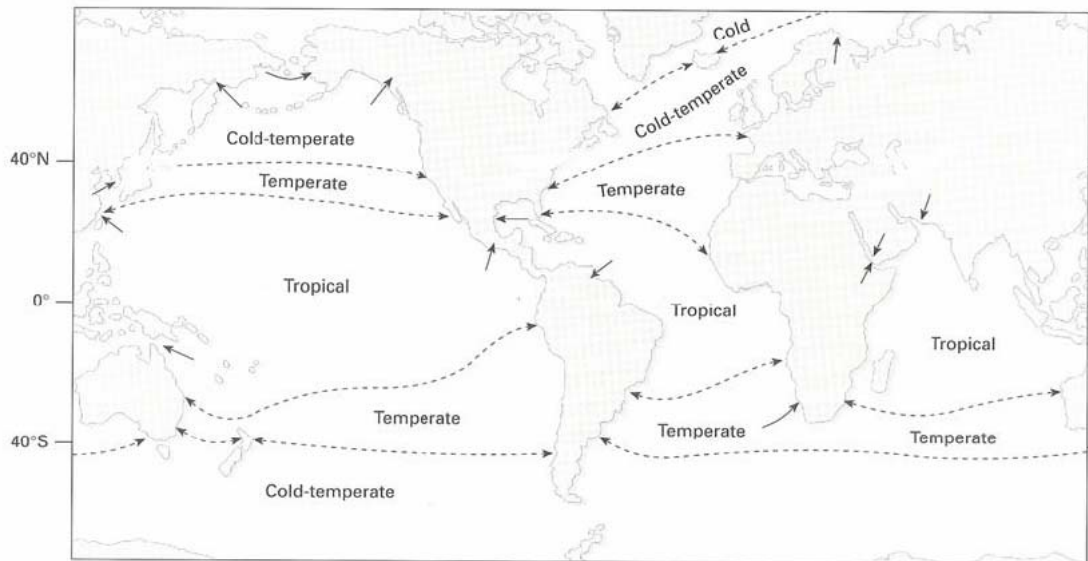 Cold
Cold-temperate
Cold-temperate
40°N
Temperate
Temperate
Tropical
0°
Tropical
Tropical
Temperate
Temperate
Temperate
40°S
Cold-temperate